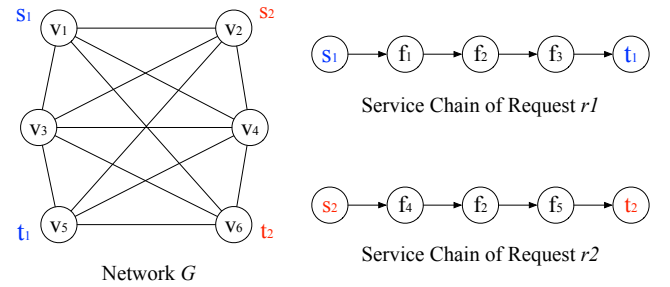 s1 v1 v2 s2
v3 v4
t1 v5 v6 t2
Network G
s1 f1 f2 f3 t1
Service Chain of Request r1
s2 f4 f2 f5 t2
Service Chain of Request r2